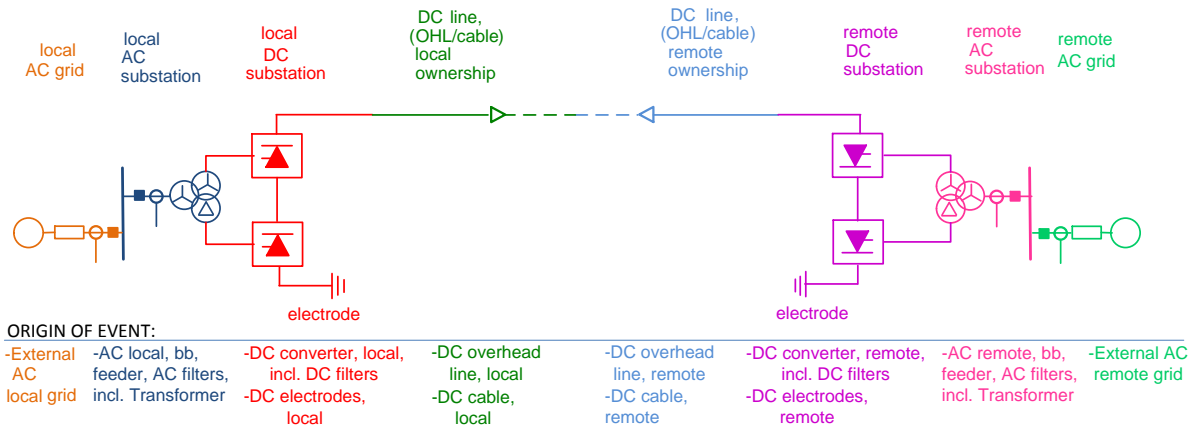 local
AC grid
local
AC
substation
local
DC
substation
DC line,
(OHL/cable)
local
ownership
DC line,
(OHL/cable)
remote
ownership
remote
DC
substation
remote
AC
substation
remote
AC grid
electrode
electrode
ORIGIN OF EVENT:
-External
AC
local grid
-AC local, bb,
feeder, AC filters,
incl. Transformer
-DC converter, local,
incl. DC filters
-DC electrodes,
local
-DC overhead
line, local
-DC cable,
local
-DC overhead
line, remote
-DC cable,
remote
-DC converter, remote,
incl. DC filters
-DC electrodes,
remote
-AC remote, bb,
feeder, AC filters,
incl. Transformer
-External AC
remote grid